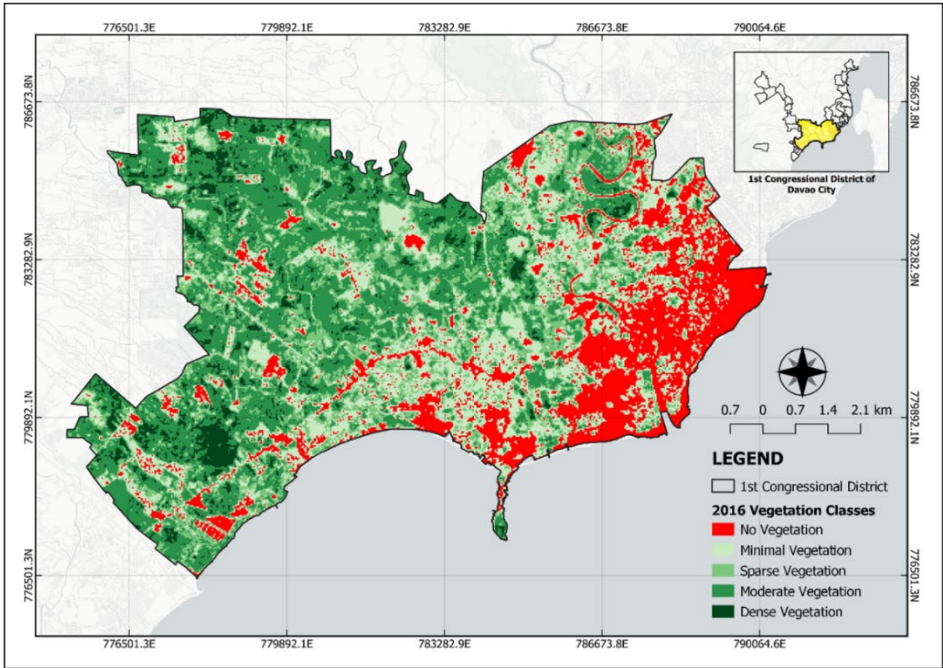 776501.3E 779892.1E 783282.9E 786673.8E 790064.6E
786673.8N
783282.9N
779892.1N
776501.3N
786673.8N
783282.9N
779892.1N
776501.3N
1st Congressional District of
Davao City
0.7 0 0.7 1.4 2.1 km
LEGEND
1st Congressional District
2016 Vegetation Classes
No Vegetation
Minimal Vegetation
Sparse Vegetation
Moderate Vegetation
Dense Vegetation
776501.3E 779892.1E 783282.9E 786673.8E 790064.6E